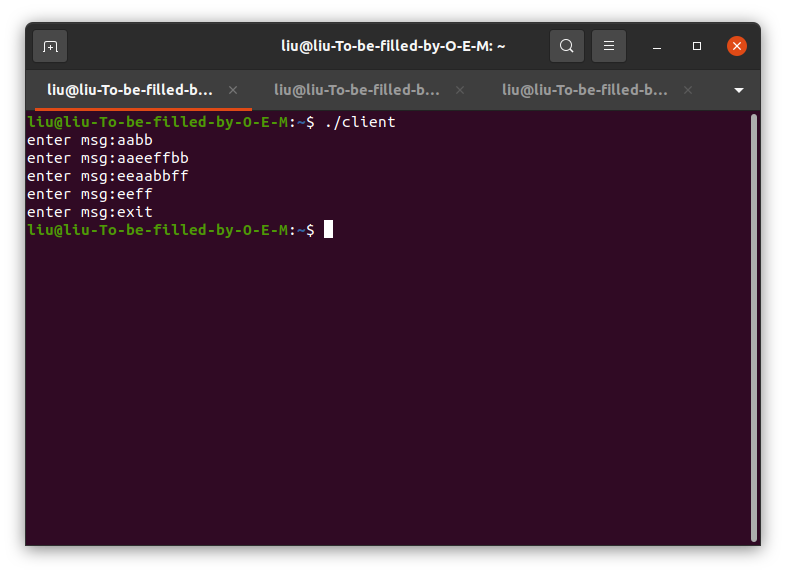 liu@liu-To-be-filled-by-O-E-M: ~
liu@liu-To-be-filled-b... liu@liu-To-be-filled-b... liu@liu-To-be-filled-b...
liu@liu-To-be-filled-by-O-E-M:~$ ./client
enter msg:aabb
enter msg:aaeeffbb
enter msg:eeaabbff
enter msg:eeff
enter msg:exit
liu@liu-To-be-filled-by-O-E-M:~$